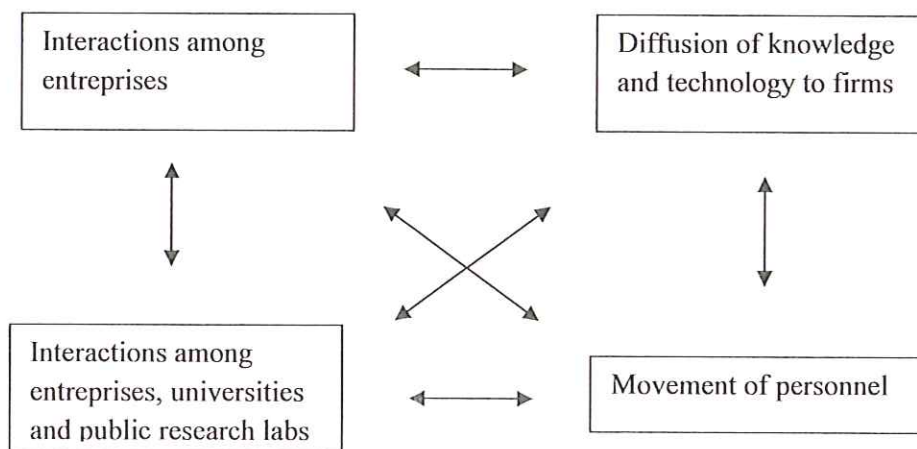 Interactions among
entreprises
Diffusion of knowledge
and technology to firms
Interactions among
entreprises, universities
and public research labs
Movement of personnel